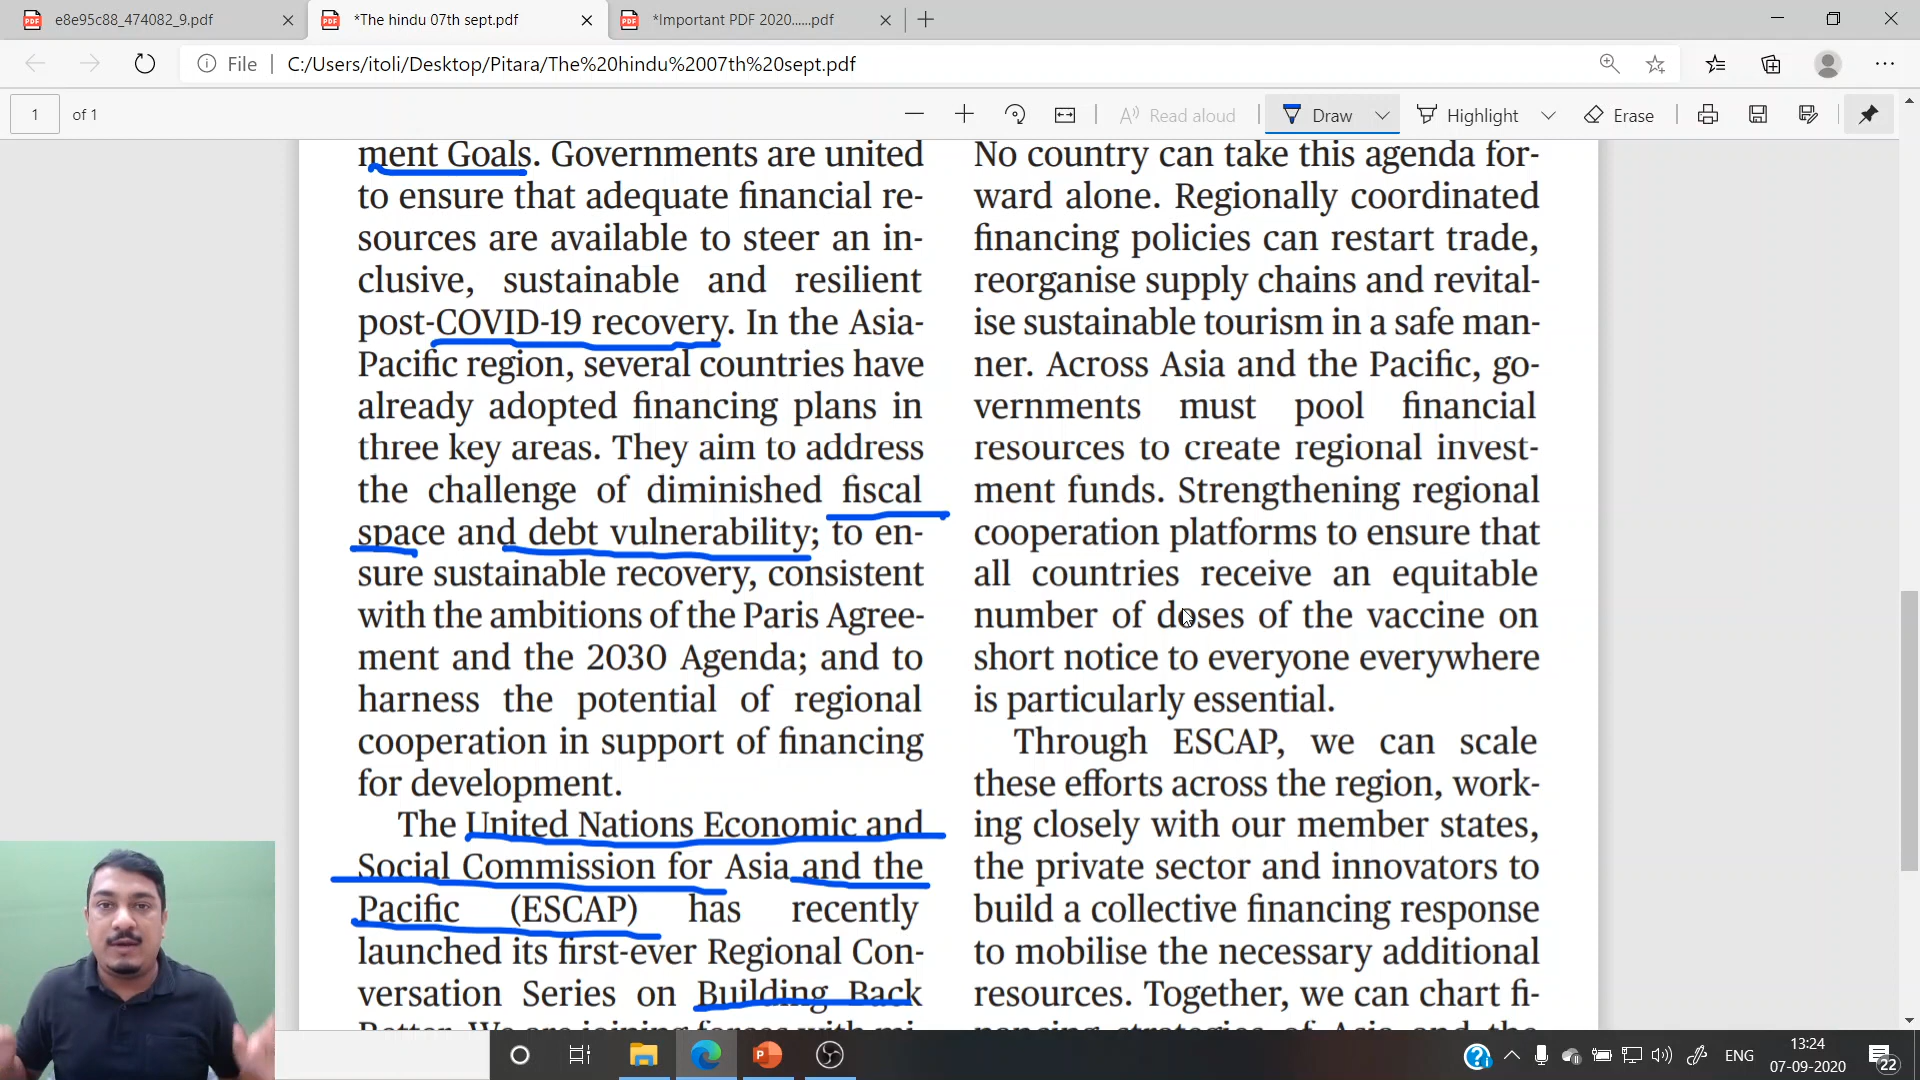 e8e95c88_474082_9.pdf
*The hindu 07th sept.pdf
*Important PDF 2020......pdf
File
C:/Users/itoli/Desktop/Pitara/The%20hindu%2007th%20sept.pdf
1 of 1
Read aloud
Draw
Highlight
Erase
ment Goals. Governments are united
to ensure that adequate financial re-
sources are available to steer an in-
clusive, sustainable and resilient
post-COVID-19 recovery. In the Asia-
Pacific region, several countries have
already adopted financing plans in
three key areas. They aim to address
the challenge of diminished fiscal
space and debt vulnerability; to en-
sure sustainable recovery, consistent
with the ambitions of the Paris Agree-
ment and the 2030 Agenda; and to
harness the potential of regional
cooperation in support of financing
for development.
The United Nations Economic and
Social Commission for Asia and the
Pacific (ESCAP) has recently
launched its first-ever Regional Con-
versation Series on Building Back
No country can take this agenda for-
ward alone. Regionally coordinated
financing policies can restart trade,
reorganise supply chains and revital-
ise sustainable tourism in a safe man-
ner. Across Asia and the Pacific, go-
vernments must pool financial
resources to create regional invest-
ment funds. Strengthening regional
cooperation platforms to ensure that
all countries receive an equitable
number of doses of the vaccine on
short notice to everyone everywhere
is particularly essential.
Through ESCAP, we can scale
these efforts across the region, work-
ing closely with our member states,
the private sector and innovators to
build a collective financing response
to mobilise the necessary additional
resources. Together, we can chart fi-
ENG
13:24
07-09-2020
22